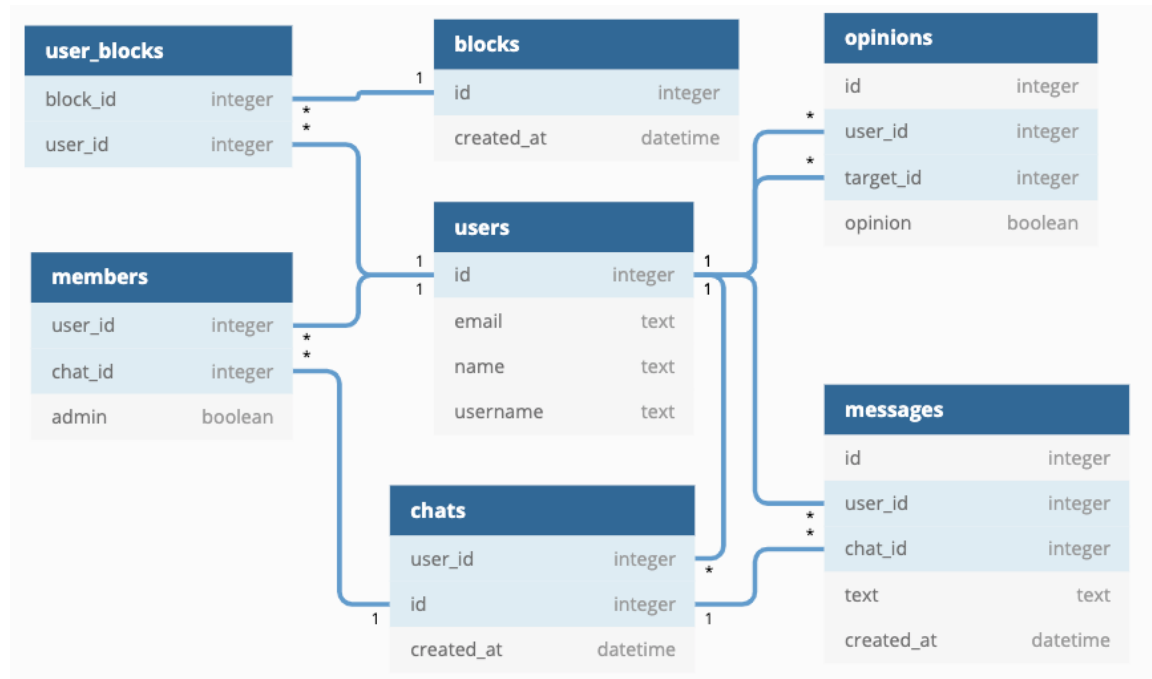 user_blocks
block_id integer
user_id integer
blocks
id integer
created_at datetime
opinions
id integer
user_id integer
target_id integer
opinion boolean
members
user_id integer
chat_id integer
admin boolean
users
id integer
email text
name text
username text
chats
user_id integer
id integer
created_at datetime
messages
id integer
user_id integer
chat_id integer
text text
created_at datetime
1
*
*
1
1
*
*
1
*
*
1
1
*
*
*
1